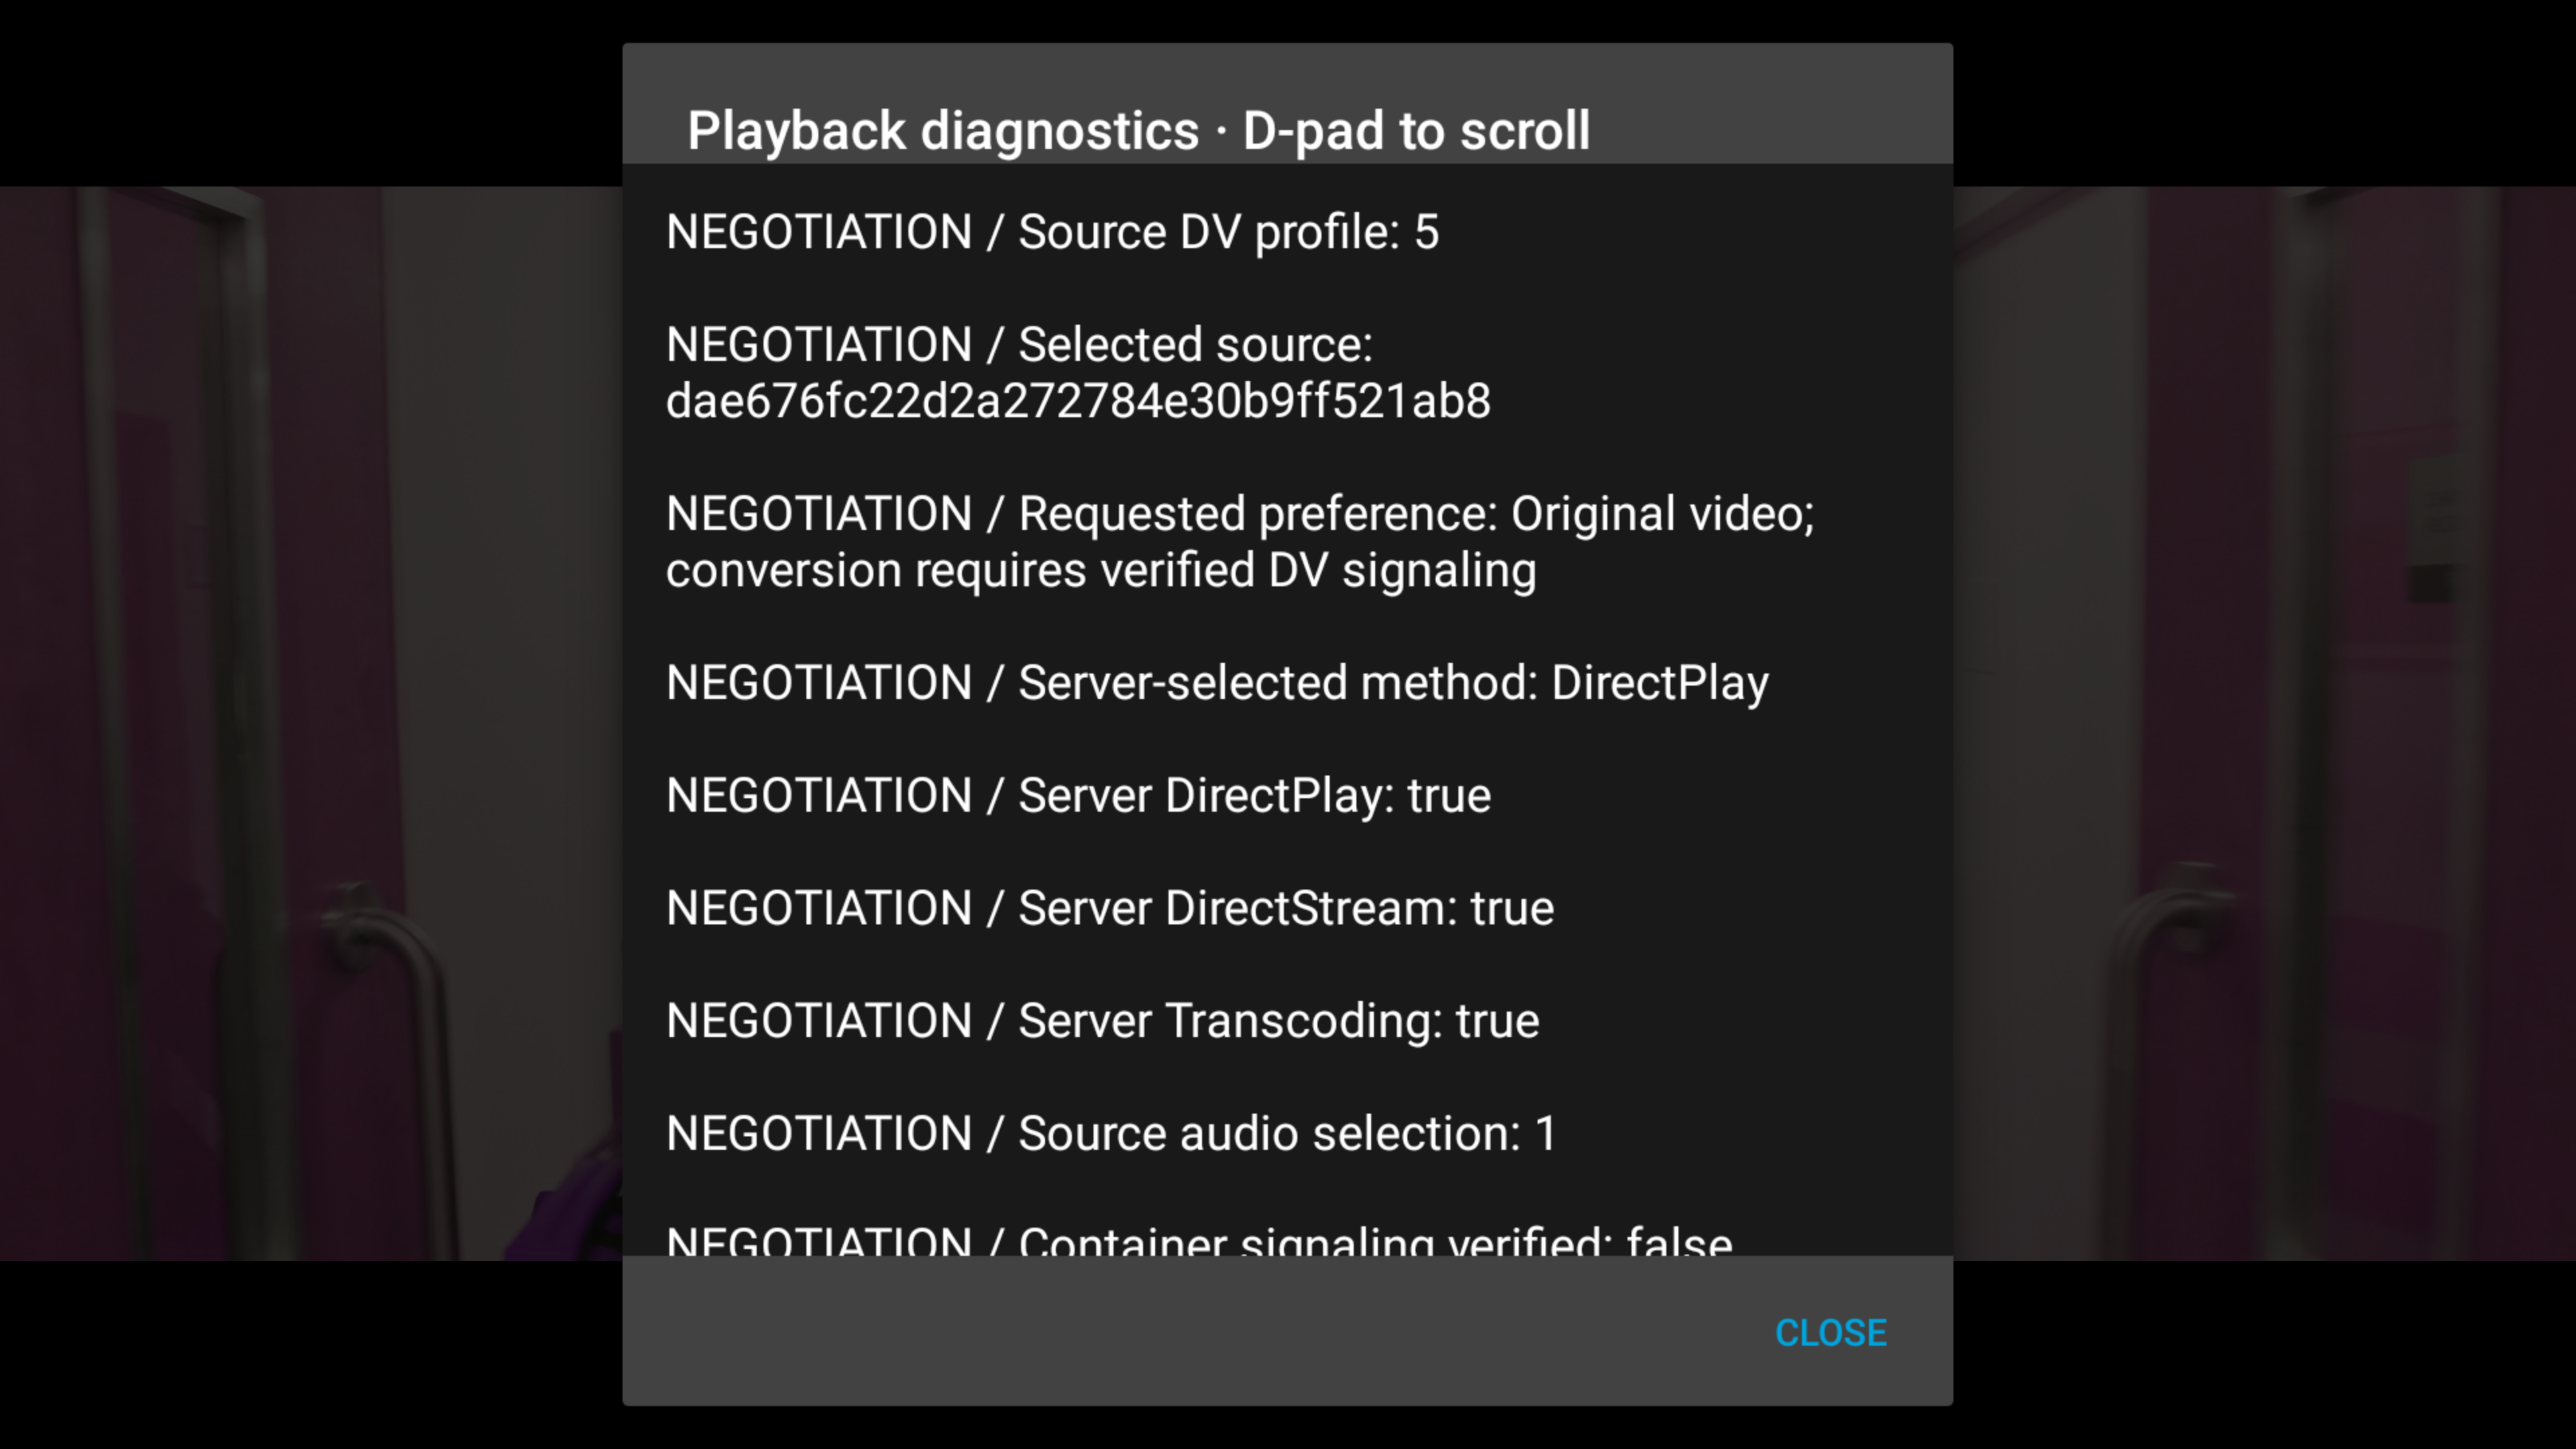 Playback diagnostics · D-pad to scroll
NEGOTIATION / Source DV profile: 5
NEGOTIATION / Selected source:
dae676fc22d2a272784e30b9ff521ab8
NEGOTIATION / Requested preference: Original video;
conversion requires verified DV signaling
NEGOTIATION / Server-selected method: DirectPlay
NEGOTIATION / Server DirectPlay: true
NEGOTIATION / Server DirectStream: true
NEGOTIATION / Server Transcoding: true
NEGOTIATION / Source audio selection: 1
NEGOTIATION / Container signaling verified: false
CLOSE